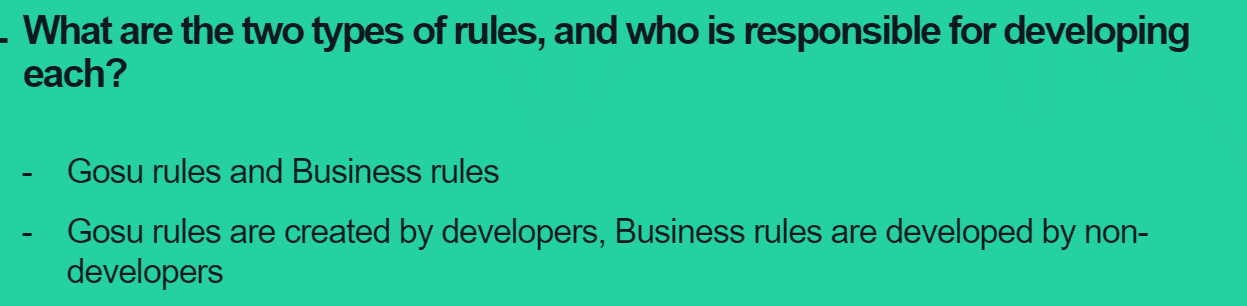 - What are the two types of rules, and who is responsible for developing
each?
- Gosu rules and Business rules
- Gosu rules are created by developers, Business rules are developed by non-
developers